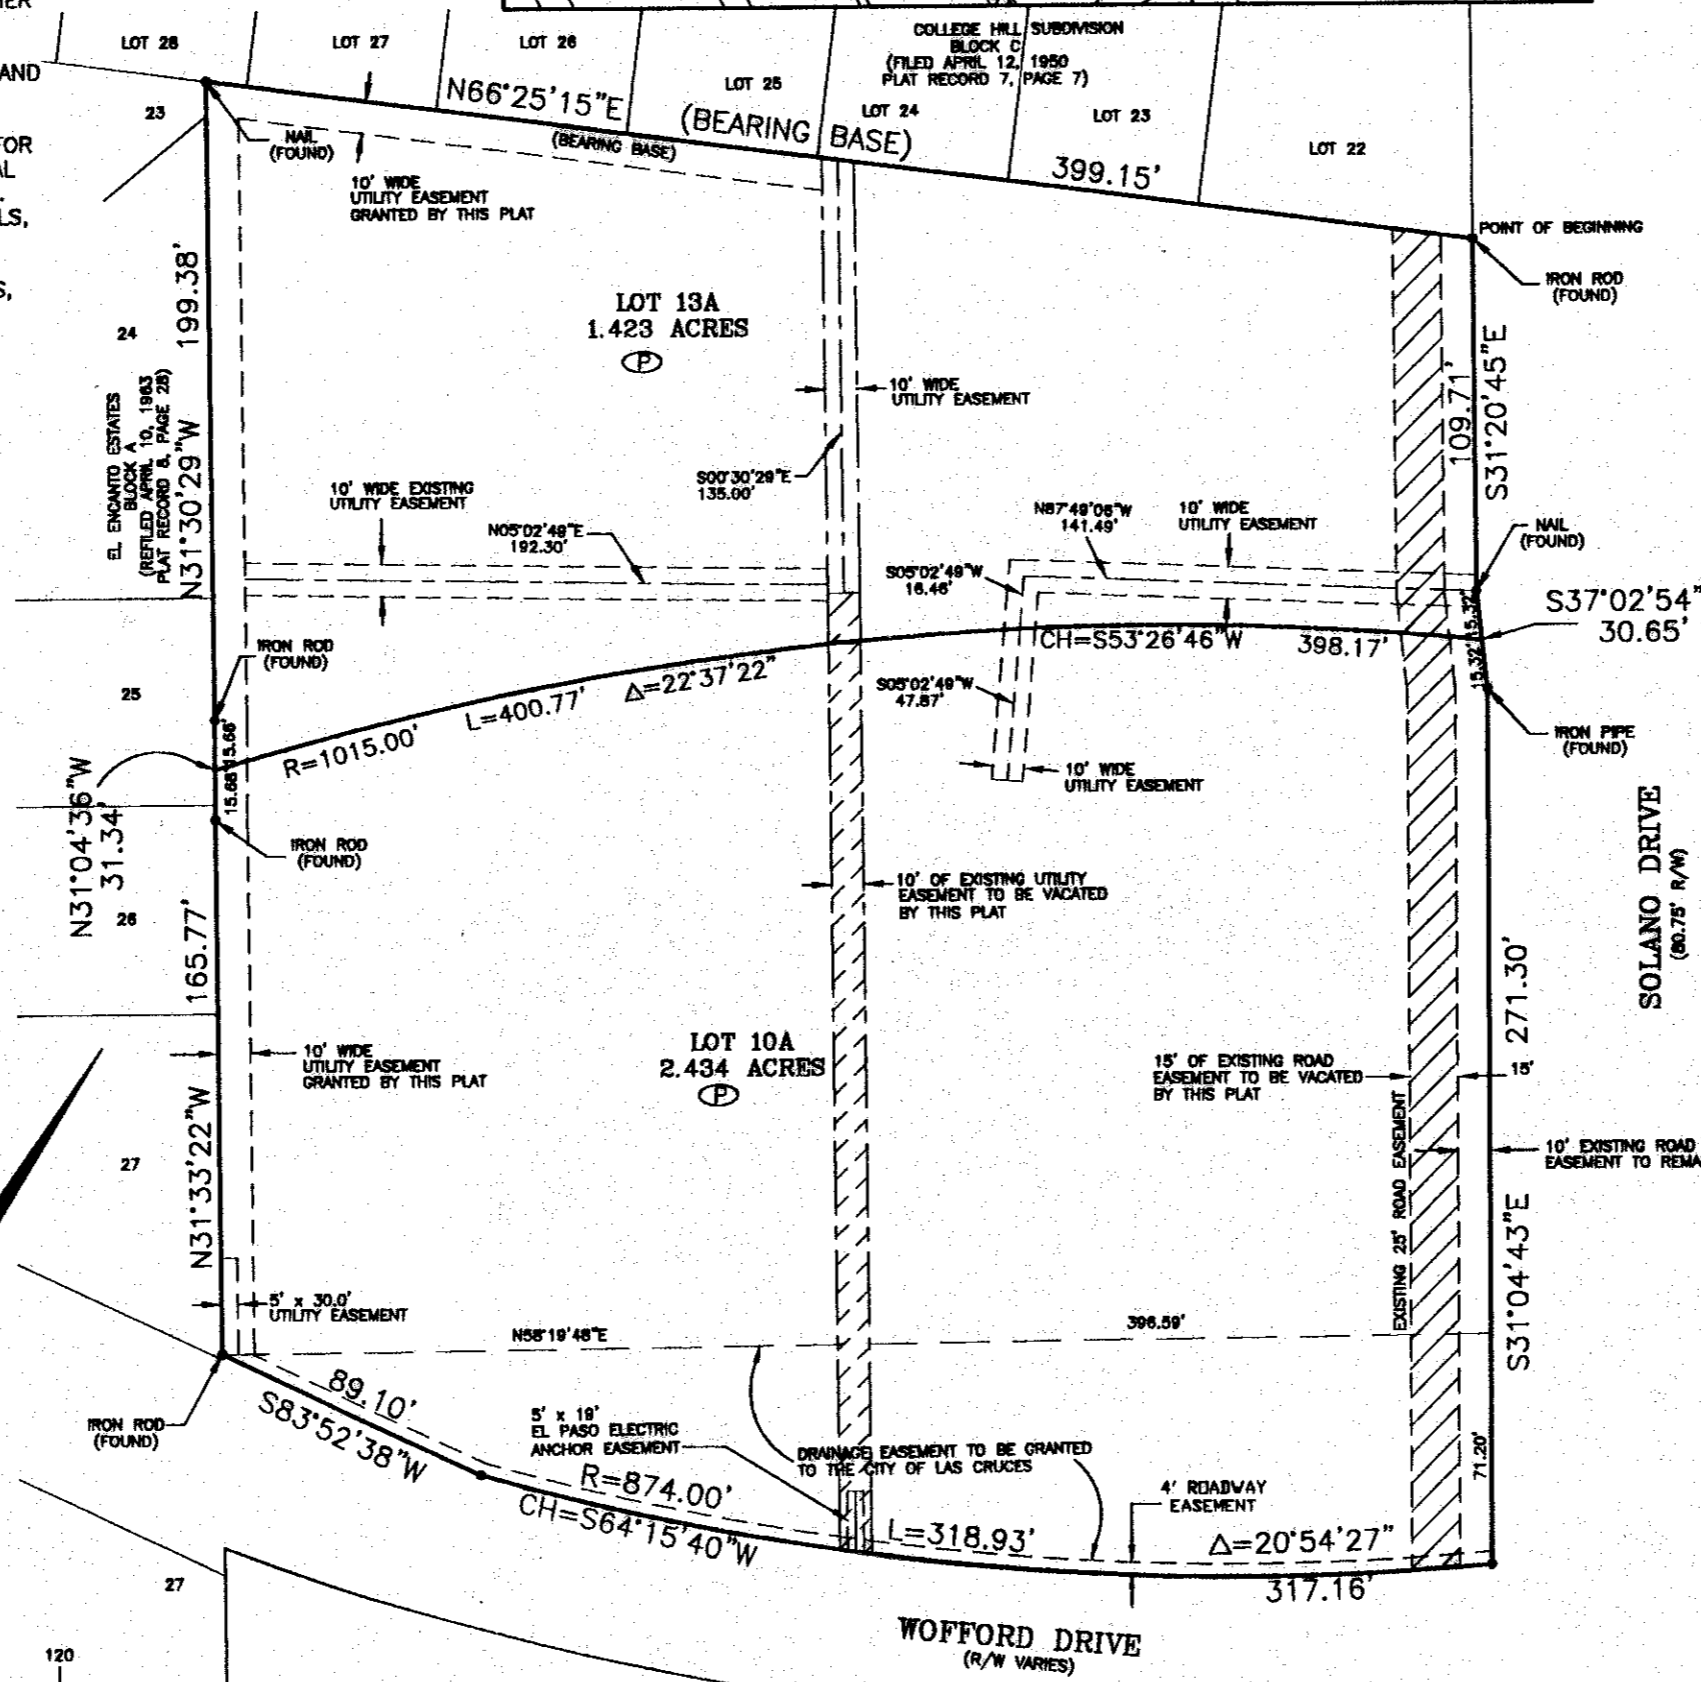 AND
LS,
LOT 28
LOT 27
LOT 26
LOT 25
LOT 24
LOT 23
LOT 22
COLLEGE HILL SUBDIVISION
BLOCK C
(FILED APRIL 12, 1950
PLAT RECORD 7, PAGE 7)
N66°25'15"E
(BEARING BASE)
(BEARING BASE)
399.15'
23
NAIL
(FOUND)
10' WIDE
UTILITY EASEMENT
GRANTED BY THIS PLAT
POINT OF BEGINNING
IRON ROD
(FOUND)
199.38'
N31°30'29"W
24
EL ENCANTO ESTATES
BLOCK A
(REFILED APRIL 10, 1963
PLAT RECORD 8, PAGE 28)
LOT 13A
1.423 ACRES
P
10' WIDE
UTILITY EASEMENT
S00°30'29"E
135.00'
109.71'
S31°20'45"E
10' WIDE EXISTING
UTILITY EASEMENT
N05°02'49"E
192.30'
N87°49'06"W
141.49'
10' WIDE
UTILITY EASEMENT
S05°02'49"W
16.46'
NAIL
(FOUND)
S37°02'54"
30.65'
15.32'
15.32'
IRON ROD
(FOUND)
25
CH=S53°26'46"W
398.17'
S05°02'49"W
47.87'
R=1015.00'
L=400.77'
Δ=22°37'22"
IRON PIPE
(FOUND)
15.66'
15.68'
N31°04'36"W
31.34'
10' WIDE
UTILITY EASEMENT
IRON ROD
(FOUND)
26
165.77'
N31°33'22"W
10' OF EXISTING UTILITY
EASEMENT TO BE VACATED
BY THIS PLAT
SOLANO DRIVE
(80.75' R/W)
271.30'
S31°04'43"E
LOT 10A
2.434 ACRES
P
10' WIDE
UTILITY EASEMENT
GRANTED BY THIS PLAT
15' OF EXISTING ROAD
EASEMENT TO BE VACATED
BY THIS PLAT
15'
10' EXISTING ROAD
EASEMENT TO REMA
EXISTING 25' ROAD EASEMENT
27
5' x 30.0'
UTILITY EASEMENT
N58°19'48"E
396.59'
89.10'
S83°52'38"W
IRON ROD
(FOUND)
5' x 19'
EL PASO ELECTRIC
ANCHOR EASEMENT
DRAINAGE EASEMENT TO BE GRANTED
TO THE CITY OF LAS CRUCES
71.20'
R=874.00'
CH=S64°15'40"W
L=318.93'
4' ROADWAY
EASEMENT
Δ=20°54'27"
317.16'
27
WOFFORD DRIVE
(R/W VARIES)
120